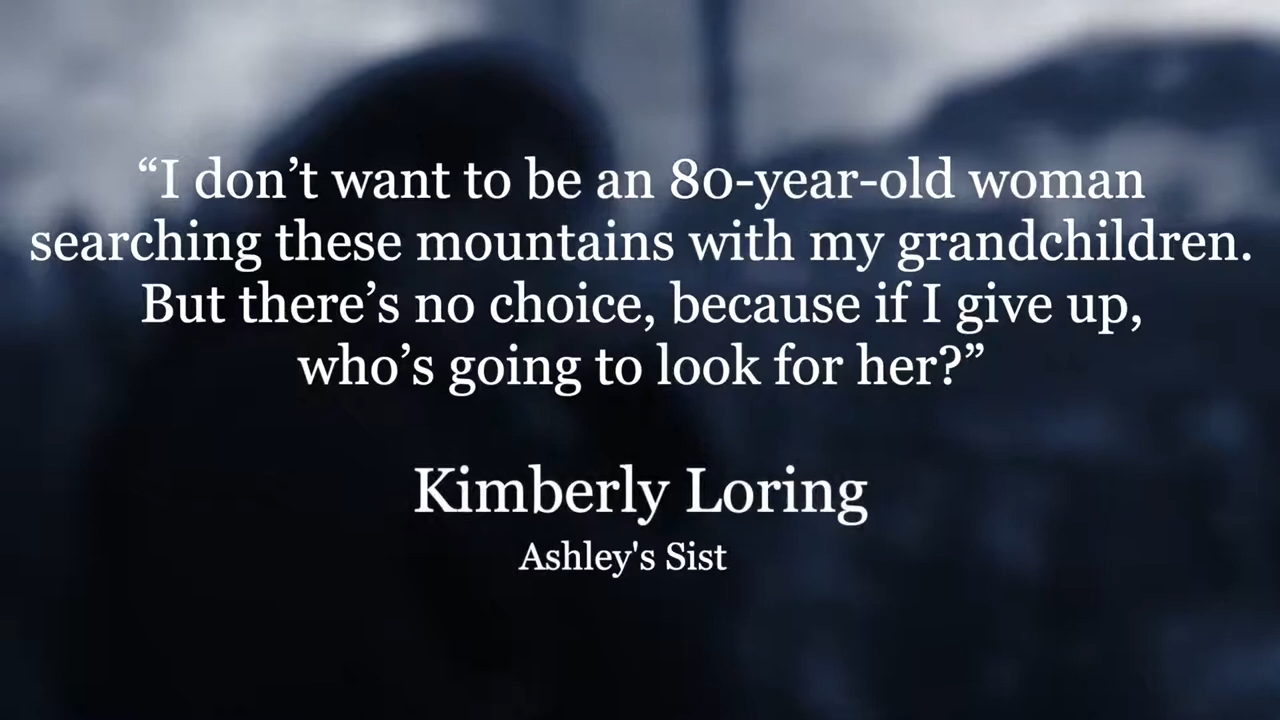 “I don’t want to be an 80-year-old woman
searching these mountains with my grandchildren.
But there’s no choice, because if I give up,
who’s going to look for her?”
Kimberly Loring
Ashley's Sist